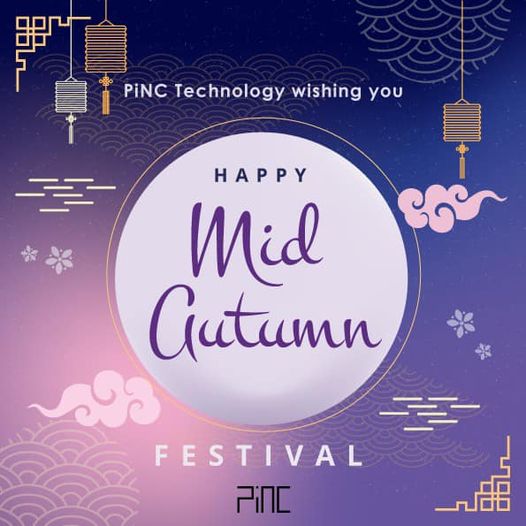 PiNC Technology wishing you
HAPPY
Mid
Autumn
FESTIVAL
PiNC